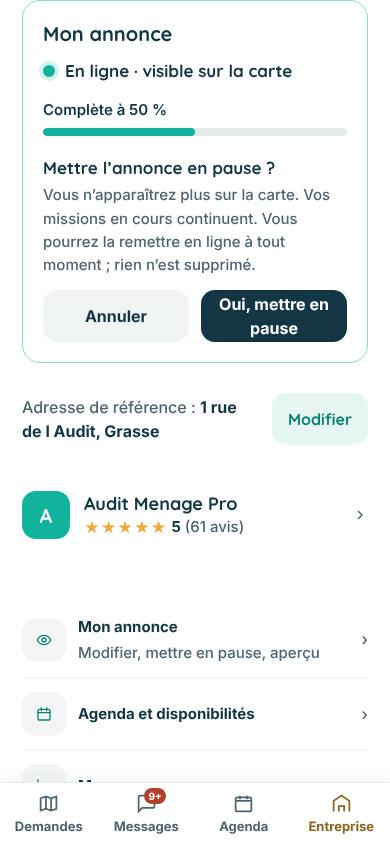 Mon annonce
En ligne · visible sur la carte
Complète à 50 %
Mettre l’annonce en pause ?
Vous n’apparaîtrez plus sur la carte. Vos
missions en cours continuent. Vous
pourrez la remettre en ligne à tout
moment ; rien n’est supprimé.
Annuler
Oui, mettre en
pause
Adresse de référence : 1 rue
de l Audit, Grasse
Modifier
A
Audit Menage Pro
★★★★★ 5 (61 avis)
Mon annonce
Modifier, mettre en pause, aperçu
Agenda et disponibilités
9+
Demandes
Messages
Agenda
Entreprise